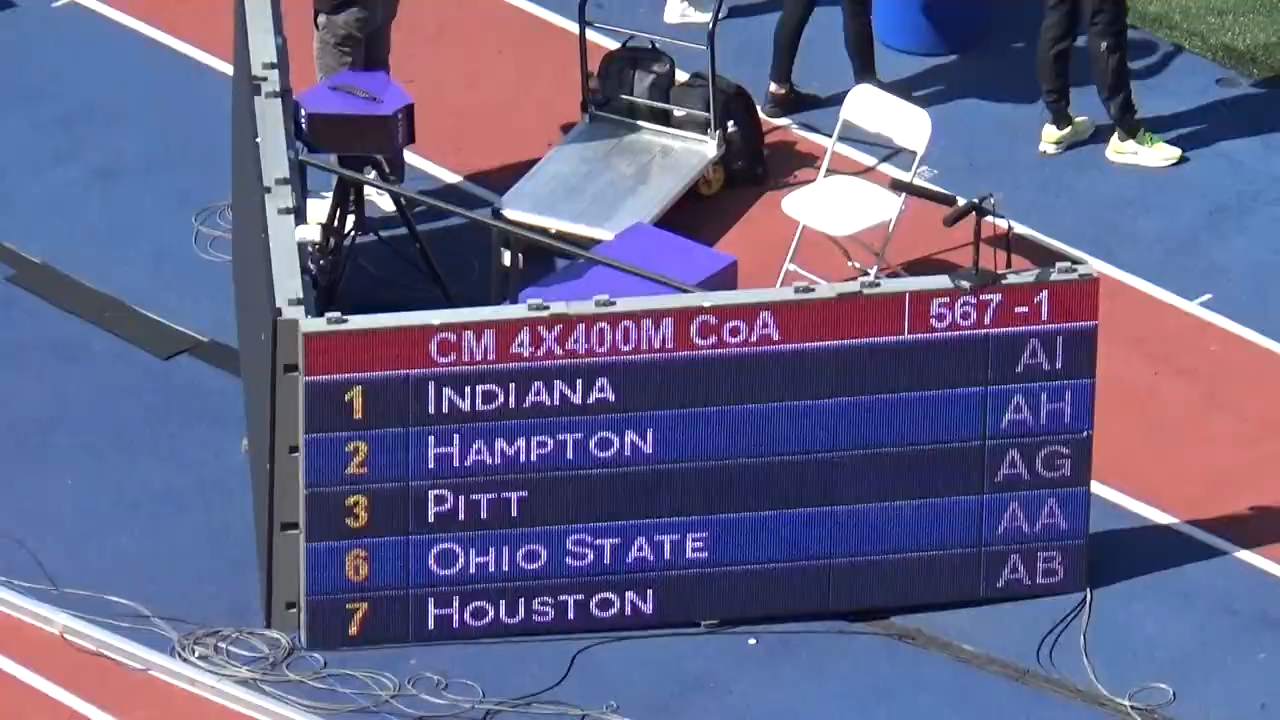 CM 4X400M CoA 567 -1
1 INDIANA AI
2 HAMPTON AH
3 PITT AG
6 OHIO STATE AA
7 HOUSTON AB